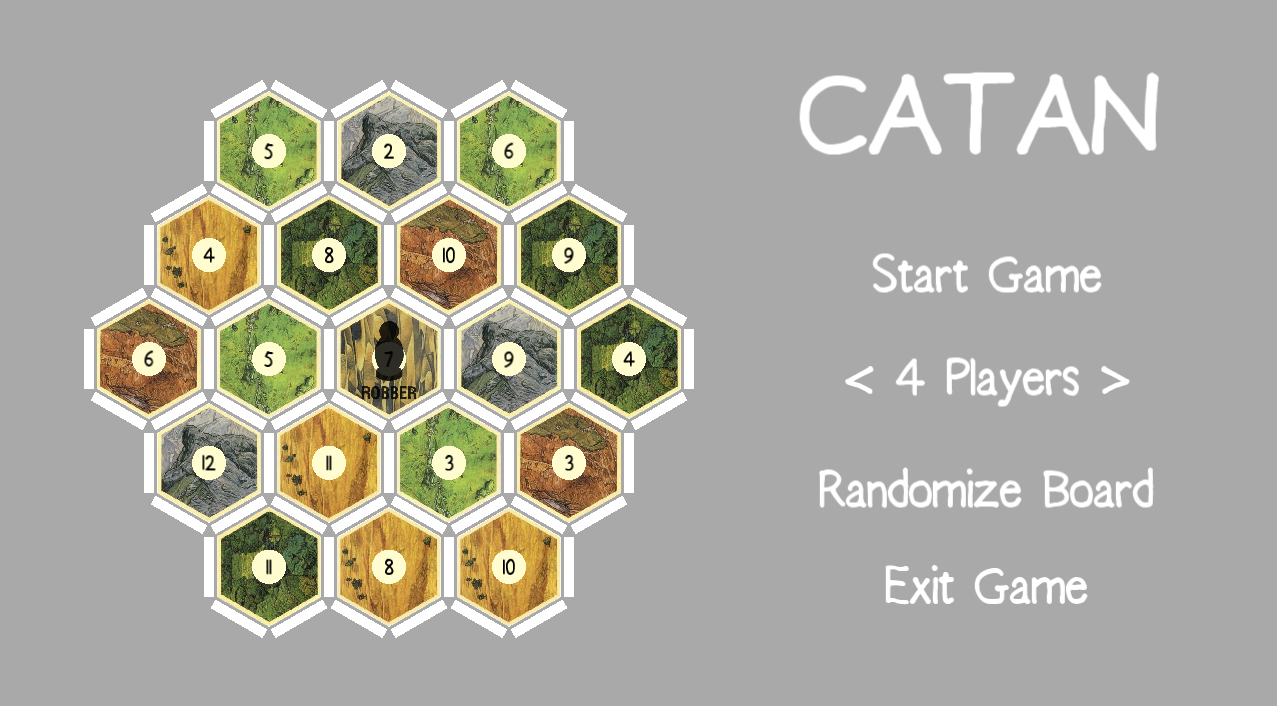 CATAN
5 2 6
4 8 10 9
6 5 7 9 4
ROBBER
12 11 3 3
11 8 10
Start Game
< 4 Players >
Randomize Board
Exit Game